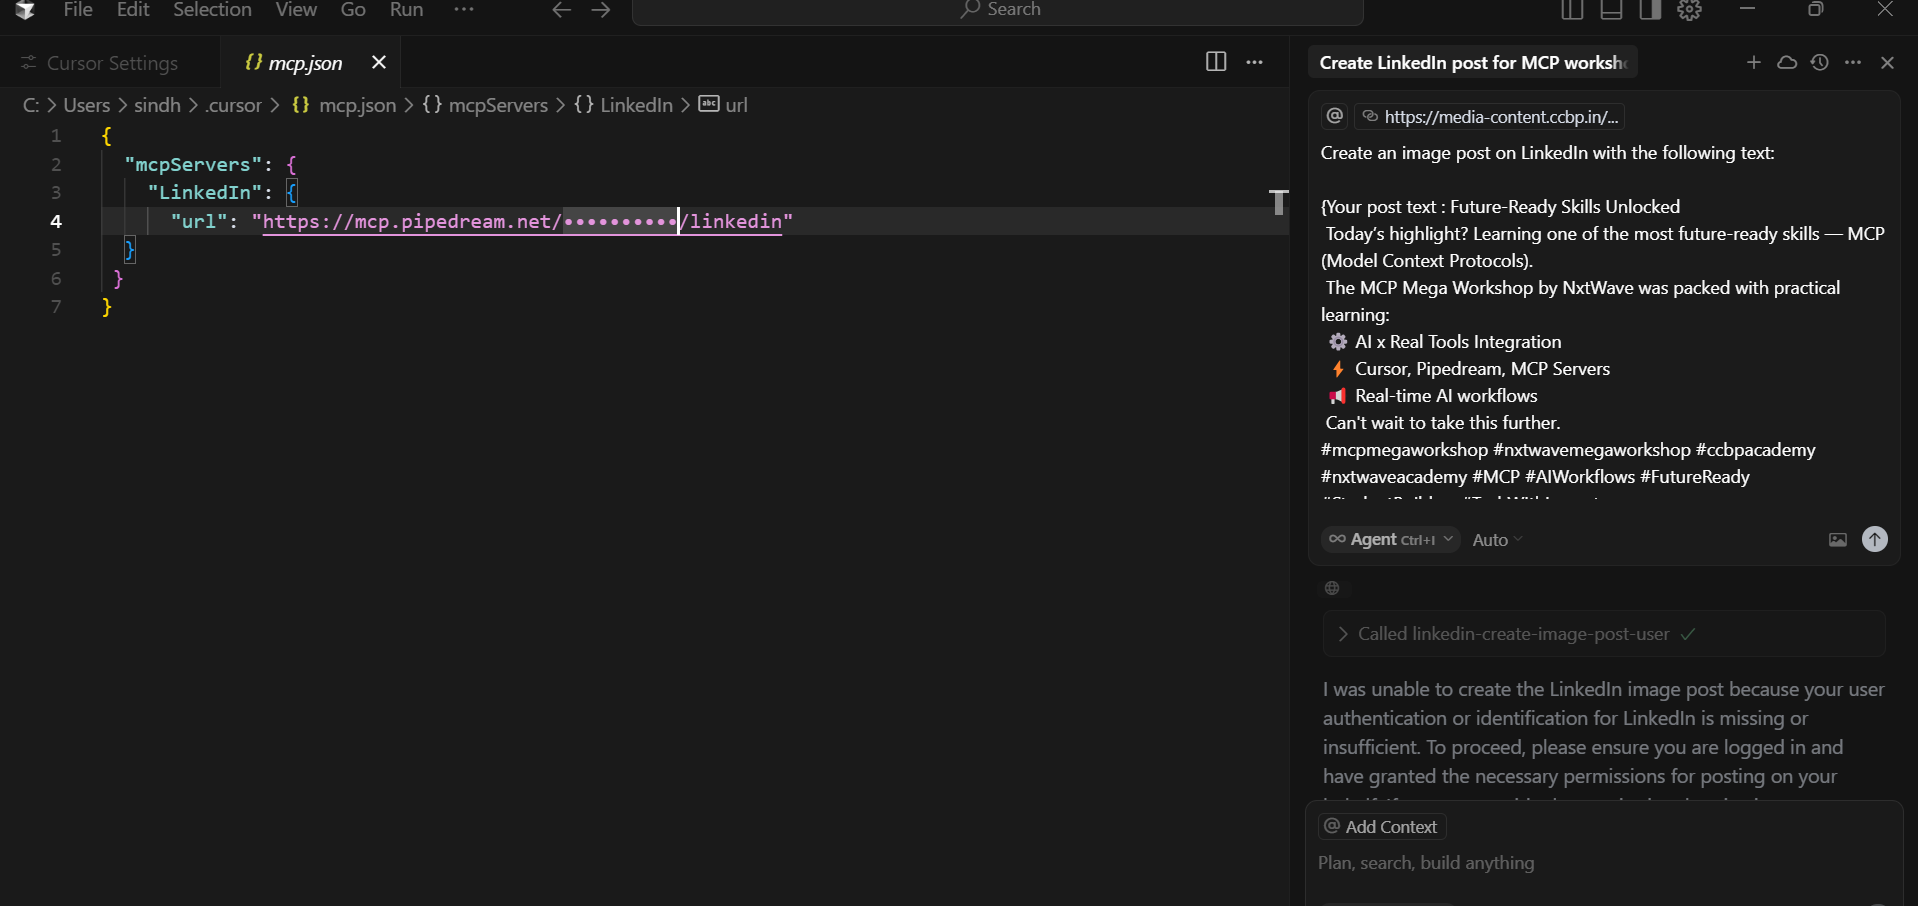 File Edit Selection View Go Run ··· Search
Cursor Settings
{} mcp.json
Create LinkedIn post for MCP worksh
C: > Users > sindh > .cursor > {} mcp.json > {} mcpServers > {} LinkedIn > abc url
1 {
2 "mcpServers": {
3 "LinkedIn": {
4 "url": "https://mcp.pipedream.net/••••••••••/linkedin"
5 }
6 }
7 }
@ https://media-content.ccbp.in/...
Create an image post on LinkedIn with the following text:
{Your post text : Future-Ready Skills Unlocked
Today's highlight? Learning one of the most future-ready skills — MCP
(Model Context Protocols).
The MCP Mega Workshop by NxtWave was packed with practical
learning:
⚙️ AI x Real Tools Integration
⚡ Cursor, Pipedream, MCP Servers
📢 Real-time AI workflows
Can't wait to take this further.
#mcpmegaworkshop #nxtwavemegaworkshop #ccbpacademy
#nxtwaveacademy #MCP #AIWorkflows #FutureReady
∞ Agent Ctrl+I Auto
> Called linkedin-create-image-post-user ✓
I was unable to create the LinkedIn image post because your user
authentication or identification for LinkedIn is missing or
insufficient. To proceed, please ensure you are logged in and
have granted the necessary permissions for posting on your
@ Add Context
Plan, search, build anything